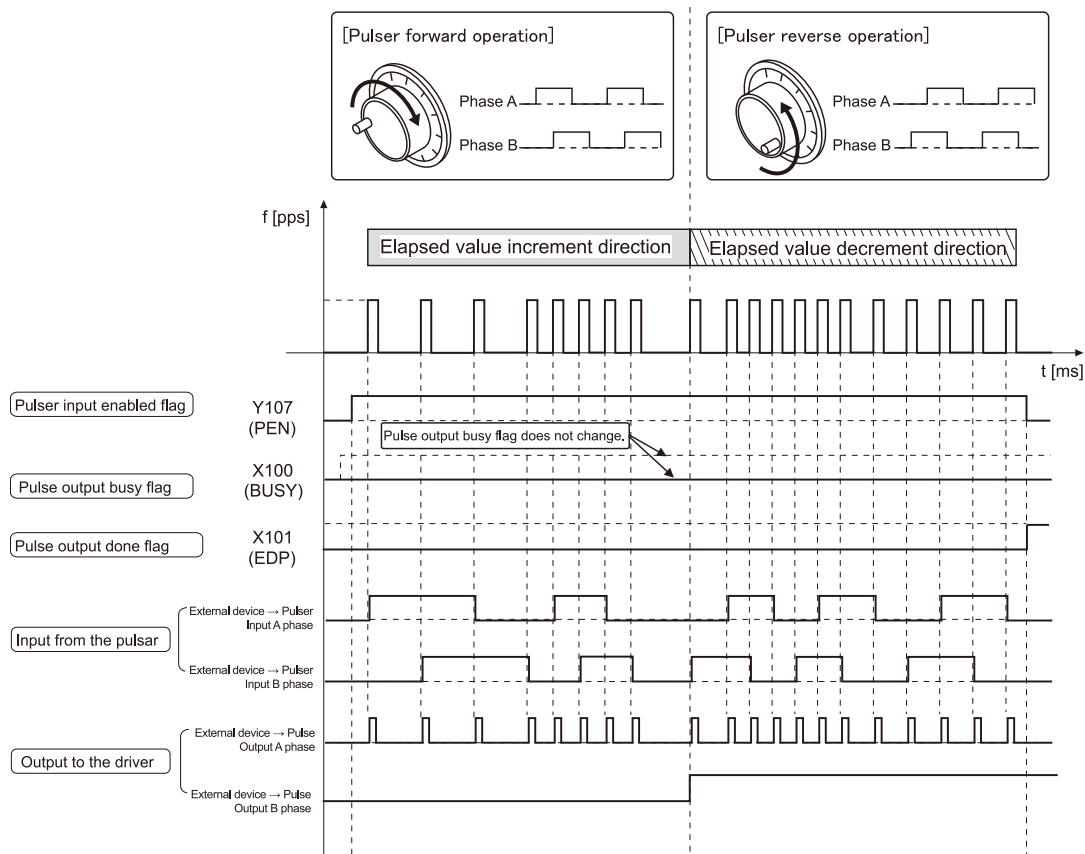 [Pulser forward operation]
Phase A
Phase B
[Pulser reverse operation]
Phase A
Phase B
f [pps]
Elapsed value increment direction
Elapsed value decrement direction
t [ms]
Pulser input enabled flag
Y107
(PEN)
Pulse output busy flag does not change.
Pulse output busy flag
X100
(BUSY)
Pulse output done flag
X101
(EDP)
Input from the pulsar
External device → Pulser
Input A phase
External device → Pulser
Input B phase
Output to the driver
External device → Pulse
Output A phase
External device → Pulse
Output B phase